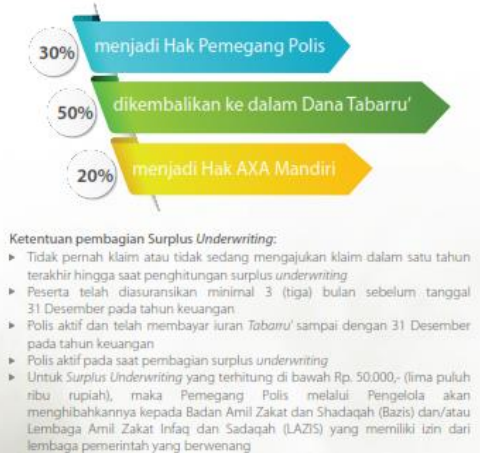 30% menjadi Hak Pemegang Polis
50% dikembalikan ke dalam Dana Tabarru'
20% menjadi Hak AXA Mandiri
Ketentuan pembagian Surplus Underwriting:
▶ Tidak pernah klaim atau tidak sedang mengajukan klaim dalam satu tahun
terakhir hingga saat penghitungan surplus underwriting
▶ Peserta telah diasuransikan minimal 3 (tiga) bulan sebelum tanggal
31 Desember pada tahun keuangan
▶ Polis aktif dan telah membayar iuran Tabarru' sampai dengan 31 Desember
pada tahun keuangan
▶ Polis aktif pada saat pembagian surplus underwriting
▶ Untuk Surplus Underwriting yang terhitung di bawah Rp. 50.000,- (lima puluh
ribu rupiah), maka Pemegang Polis melalui Pengelola akan
menghibahkannya kepada Badan Amil Zakat dan Shadaqah (Bazis) dan/atau
Lembaga Amil Zakat Infaq dan Sadaqah (LAZIS) yang memiliki izin dari
lembaga pemerintah yang berwenang